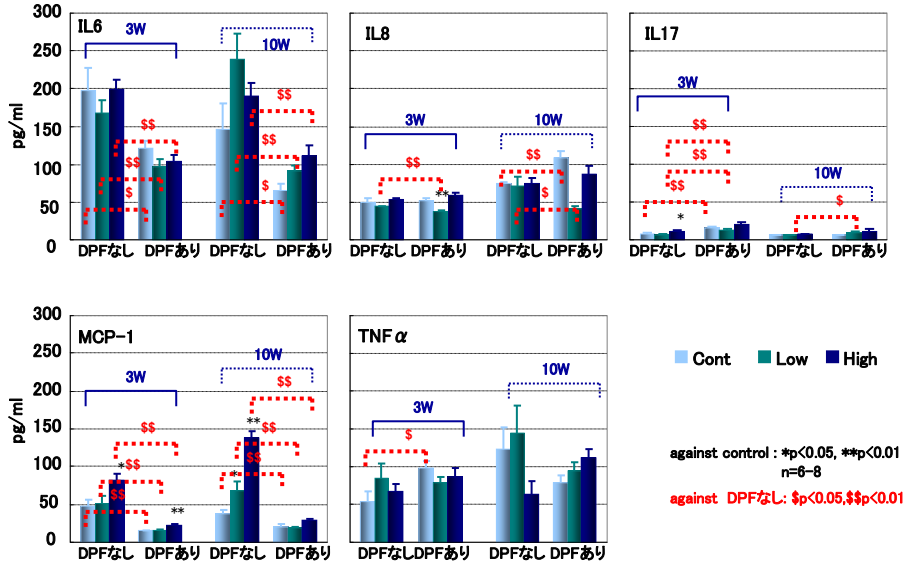 300
250
200
150
100
50
0
pg/ml
IL6
3W
10W
$$
$$
$$
$$
$
$
DPFなし DPFあり DPFなし DPFあり
IL8
3W
10W
$$
$$
**
$
DPFなし DPFあり DPFなし DPFあり
IL17
3W
$$
$$
$$
10W
*
$
DPFなし DPFあり DPFなし DPFあり
300
250
200
150
100
50
0
pg/ml
MCP-1
3W
10W
$$
$$
$$
$$
$$
$$
*
**
*
**
DPFなし DPFあり DPFなし DPFあり
TNFα
3W
10W
$
DPFなしDPFあり DPFなし DPFあり
Cont Low High
against control : *p<0.05, **p<0.01
n=6-8
against DPFなし: $p<0.05,$$p<0.01